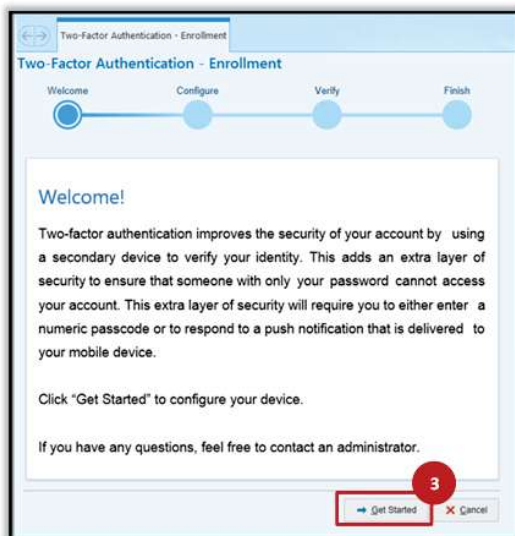 Two-Factor Authentication - Enrollment
Two-Factor Authentication - Enrollment
Welcome Configure Verify Finish
Welcome!
Two-factor authentication improves the security of your account by using
a secondary device to verify your identity. This adds an extra layer of
security to ensure that someone with only your password cannot access
your account. This extra layer of security will require you to either enter a
numeric passcode or to respond to a push notification that is delivered to
your mobile device.
Click “Get Started” to configure your device.
If you have any questions, feel free to contact an administrator.
3
Get Started Cancel